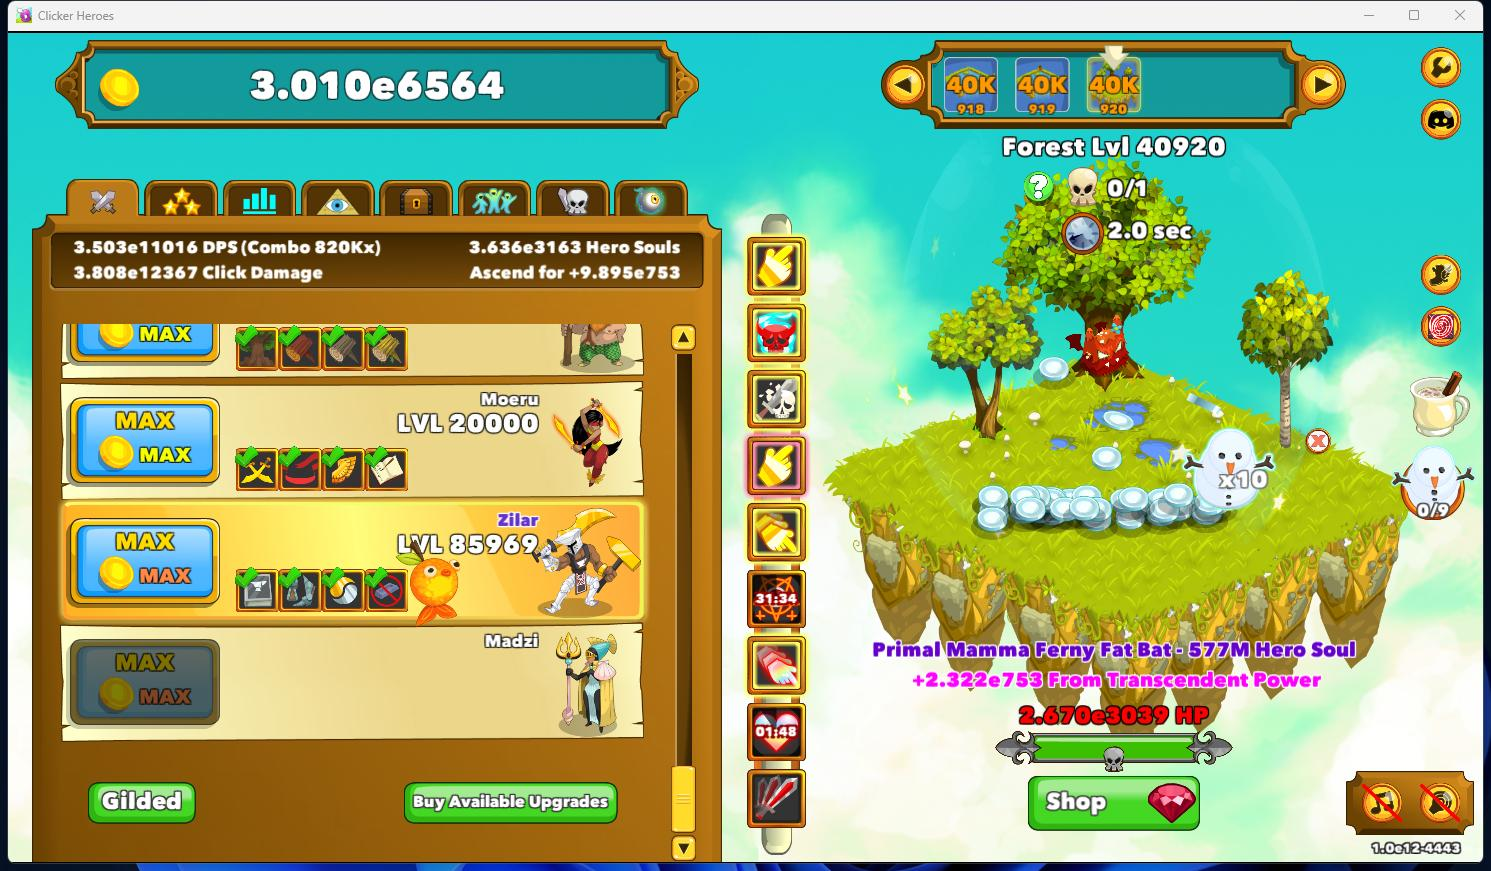 Clicker Heroes
3.010e6564
40K
918
40K
919
40K
920
Forest Lvl 40920
0/1
2.0 sec
3.503e11016 DPS (Combo 820Kx)
3.808e12367 Click Damage
3.636e3163 Hero Souls
Ascend for +9.895e753
MAX
MAX
MAX
Moeru
LVL 20000
MAX
MAX
Zilar
LVL 85969
MAX
MAX
Madzi
Gilded
Buy Available Upgrades
31:34
01:48
x10
0/9
Primal Mamma Ferny Fat Bat - 577M Hero Soul
+2.322e753 From Transcendent Power
2.670e3039 HP
Shop
1.0e12-4443